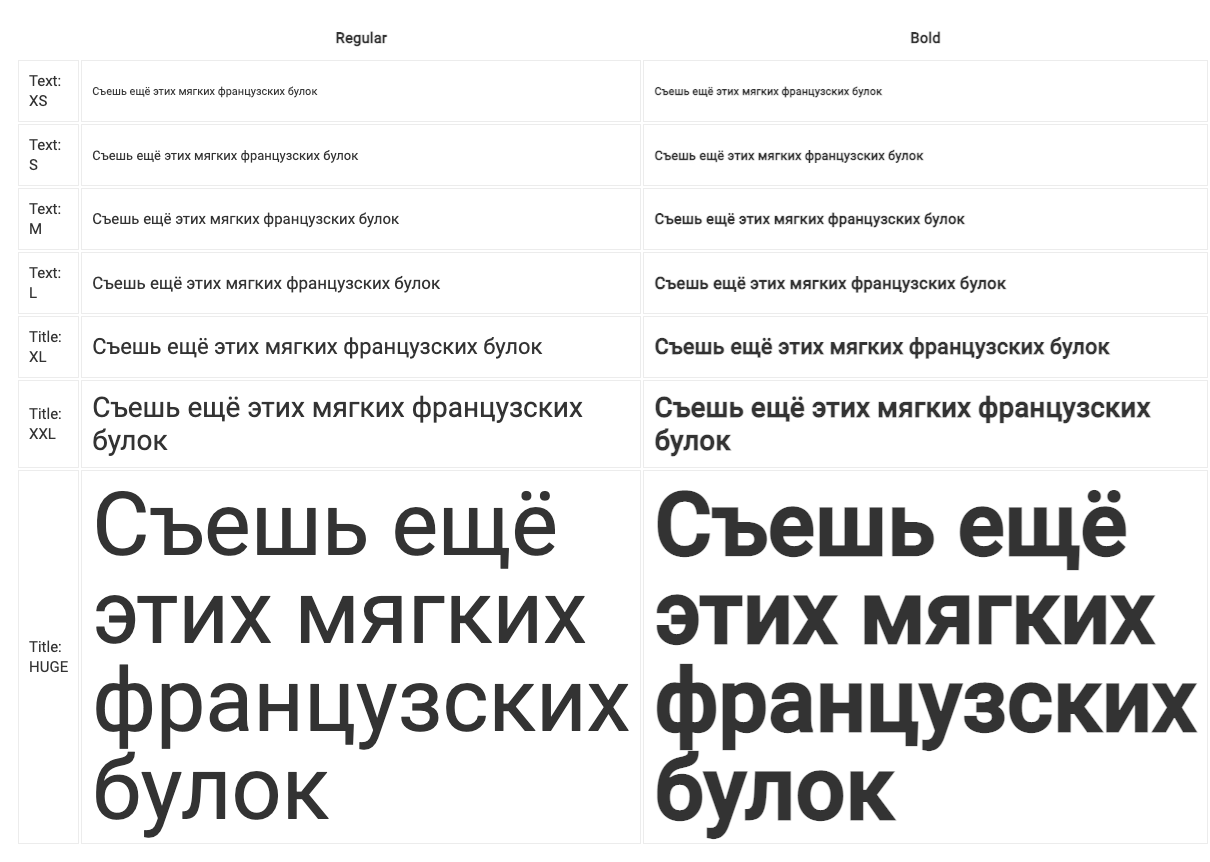 Regular Bold
Text:
XS
Съешь ещё этих мягких французских булок
Съешь ещё этих мягких французских булок
Text:
S
Съешь ещё этих мягких французских булок
Съешь ещё этих мягких французских булок
Text:
M
Съешь ещё этих мягких французских булок
Съешь ещё этих мягких французских булок
Text:
L
Съешь ещё этих мягких французских булок
Съешь ещё этих мягких французских булок
Title:
XL
Съешь ещё этих мягких французских булок
Съешь ещё этих мягких французских булок
Title:
XXL
Съешь ещё этих мягких французских
булок
Съешь ещё этих мягких французских
булок
Title:
HUGE
Съешь ещё
этих мягких
французских
булок
Съешь ещё
этих мягких
французских
булок